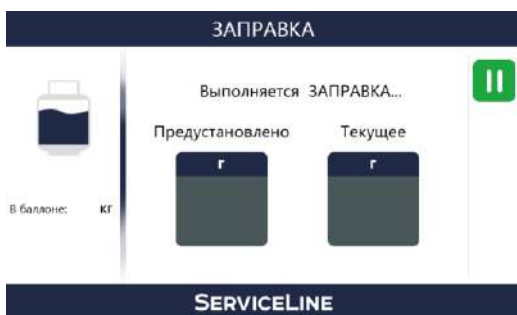 ЗАПРАВКА
Выполняется ЗАПРАВКА...
Предустановлено Текущее
г г
В баллоне: кг
SERVICELINE